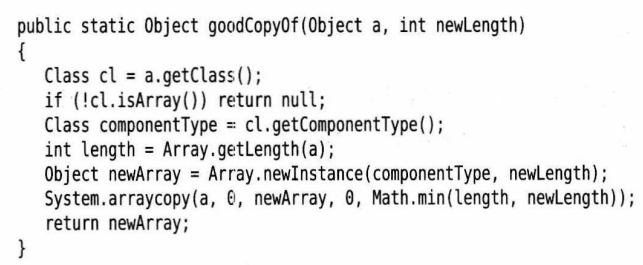 public static Object goodCopyOf(Object a, int newLength)
{
Class cl = a.getClass();
if (!cl.isArray()) return null;
Class componentType = cl.getComponentType();
int length = Array.getLength(a);
Object newArray = Array.newInstance(componentType, newLength);
System.arraycopy(a, 0, newArray, 0, Math.min(length, newLength));
return newArray;
}